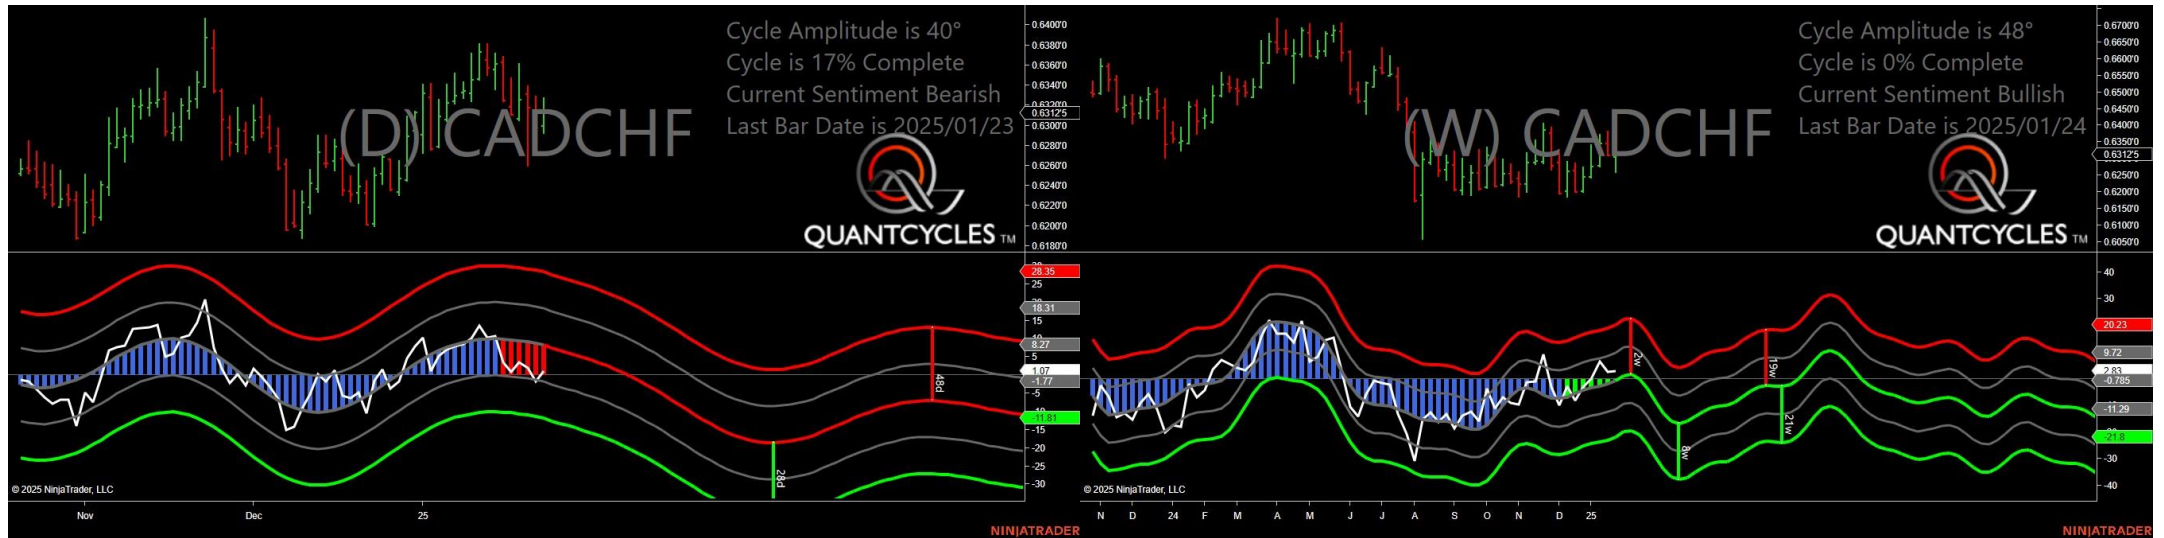 Cycle Amplitude is 40°
Cycle is 17% Complete
Current Sentiment Bearish
Last Bar Date is 2025/01/23
(D) CADCHF
QUANTCYCLES TM
0.6400'0
0.6380'0
0.6360'0
0.6340'0
0.6320'0
0.6312'5
0.6300'0
0.6280'0
0.6260'0
0.6240'0
0.6220'0
0.6200'0
0.6180'0
28.35
25
18.31
15
8.27
5
1.07
-1.77
-5
-11.81
-15
-20
-25
-30
48d
28d
© 2025 NinjaTrader, LLC
Nov
Dec
25
NINJATRADER
Cycle Amplitude is 48°
Cycle is 0% Complete
Current Sentiment Bullish
Last Bar Date is 2025/01/24
(W) CADCHF
QUANTCYCLES TM
0.6700'0
0.6650'0
0.6600'0
0.6550'0
0.6500'0
0.6450'0
0.6400'0
0.6350'0
0.6312'5
0.6250'0
0.6200'0
0.6150'0
0.6100'0
0.6050'0
40
30
20.23
9.72
2.83
-0.785
-11.29
-21.8
-30
-40
2w
19w
8w
21w
© 2025 NinjaTrader, LLC
N D 24 F M A M J J A S O N D 25
NINJATRADER